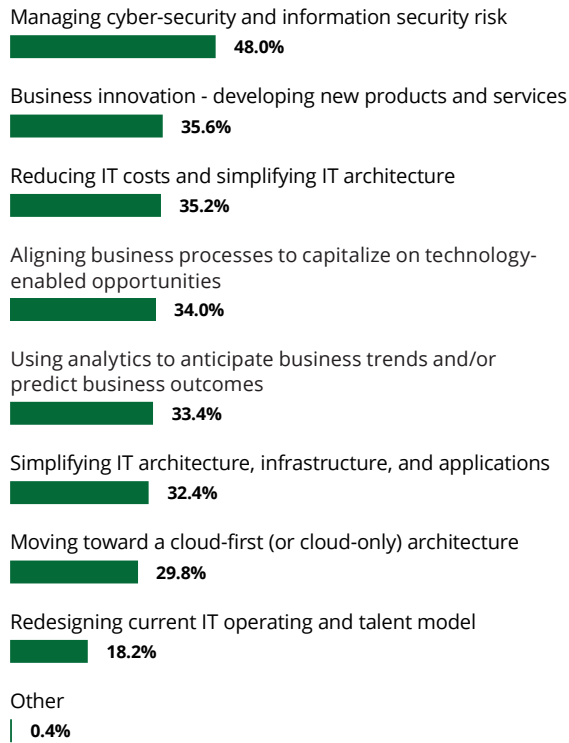 Managing cyber-security and information security risk
48.0%
Business innovation - developing new products and services
35.6%
Reducing IT costs and simplifying IT architecture
35.2%
Aligning business processes to capitalize on technology-
enabled opportunities
34.0%
Using analytics to anticipate business trends and/or
predict business outcomes
33.4%
Simplifying IT architecture, infrastructure, and applications
32.4%
Moving toward a cloud-first (or cloud-only) architecture
29.8%
Redesigning current IT operating and talent model
18.2%
Other
0.4%